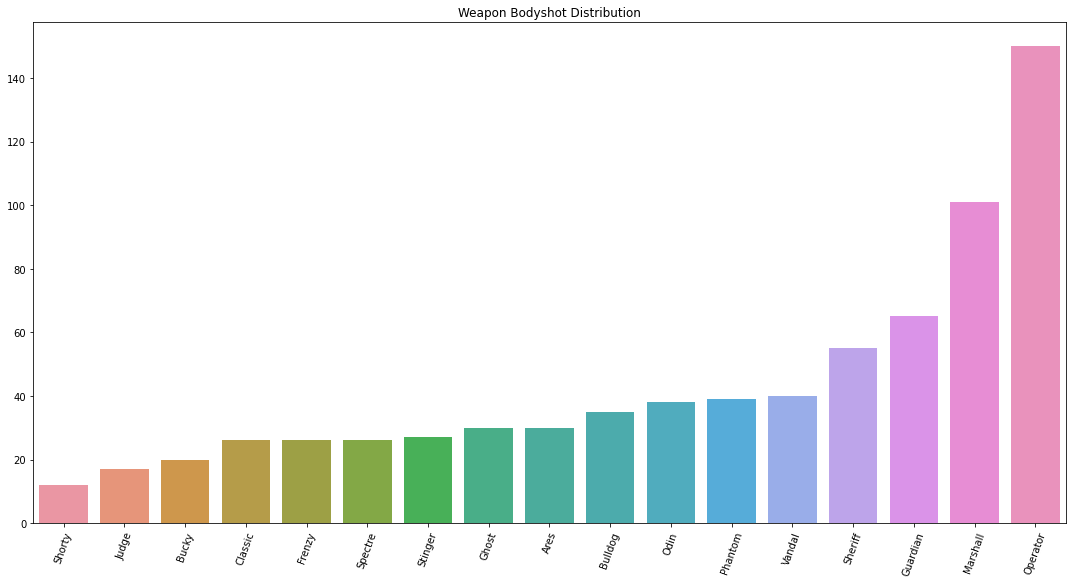 Weapon Bodyshot Distribution
140
120
100
80
60
40
20
0
Shorty
Judge
Bucky
Classic
Frenzy
Spectre
Stinger
Ghost
Ares
Bulldog
Odin
Phantom
Vandal
Sheriff
Guardian
Marshall
Operator